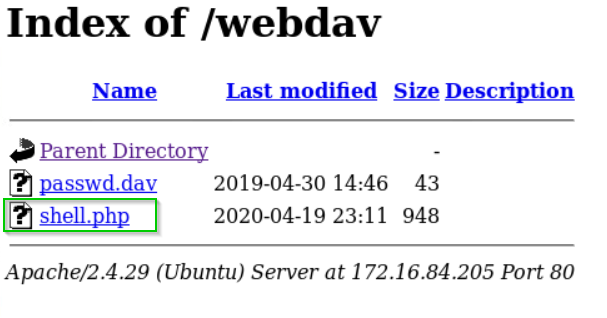 Index of /webdav
Name Last modified Size Description
Parent Directory -
passwd.dav 2019-04-30 14:46 43
shell.php 2020-04-19 23:11 948
Apache/2.4.29 (Ubuntu) Server at 172.16.84.205 Port 80